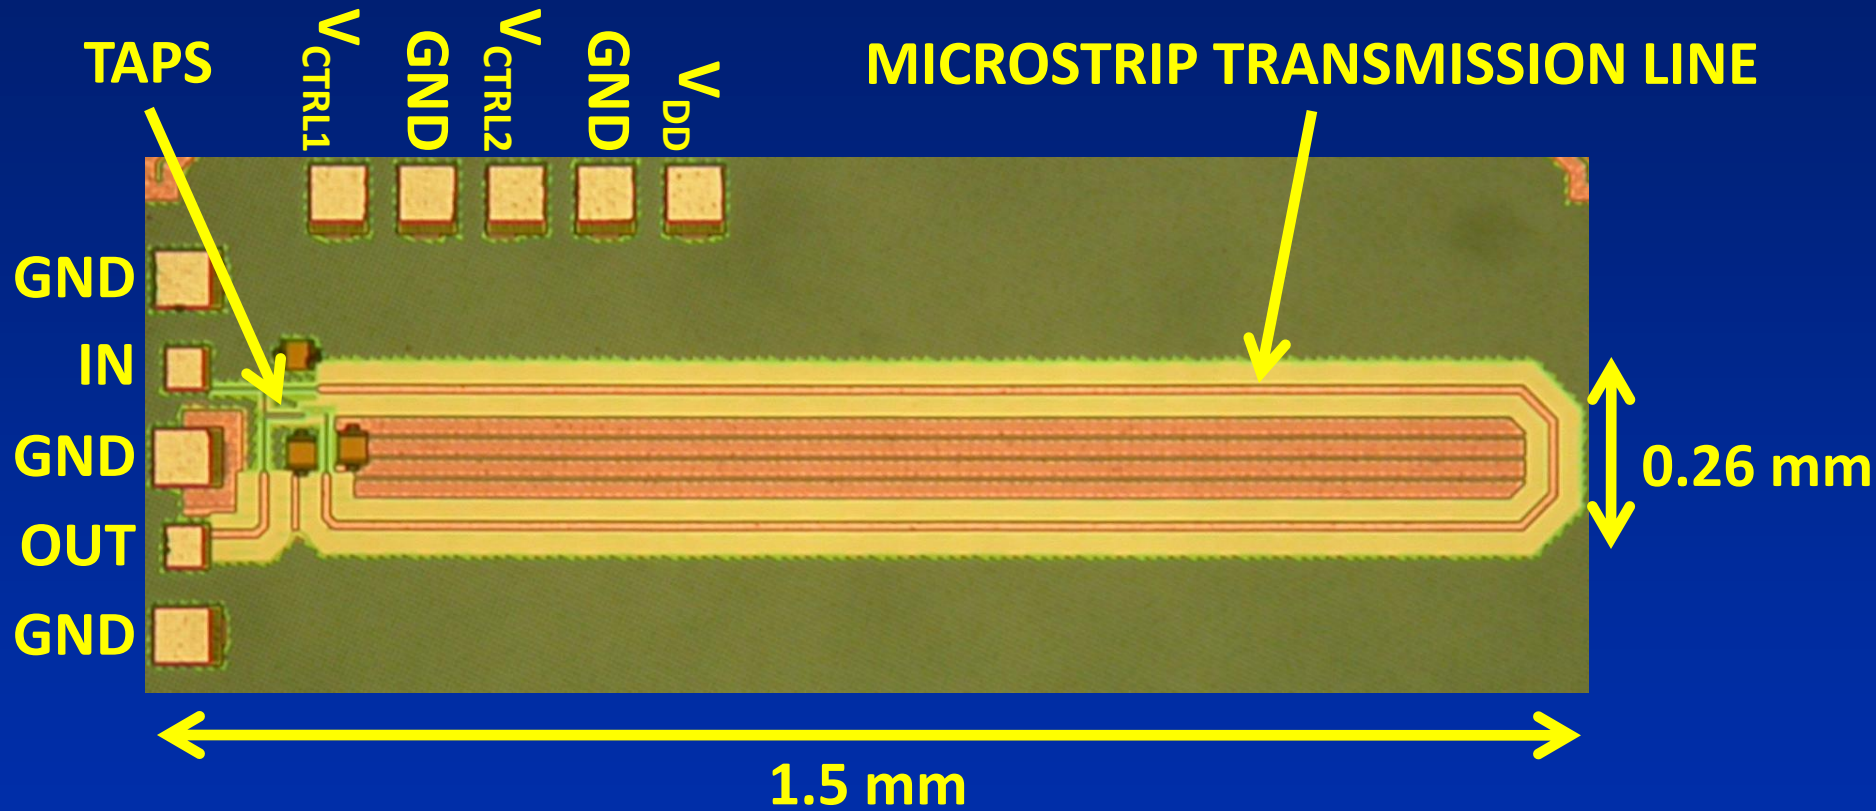 TAPS
VCTRL1
GND
VCTRL2
GND
VDD
MICROSTRIP TRANSMISSION LINE
GND
IN
GND
OUT
GND
0.26 mm
1.5 mm